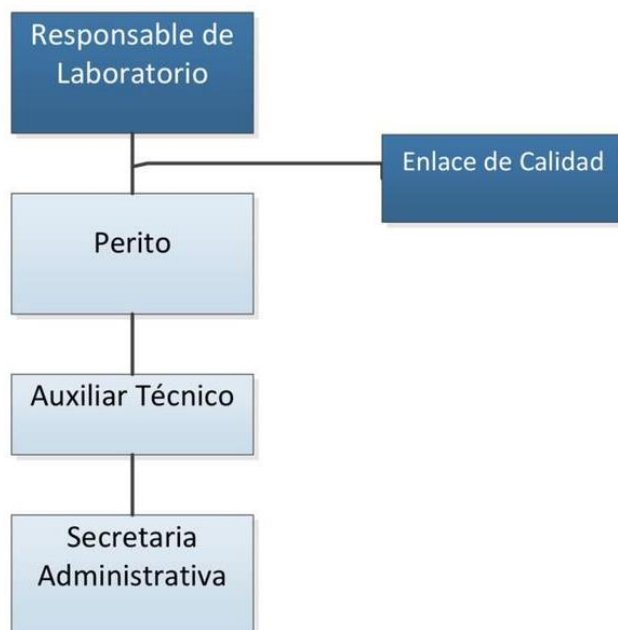 Responsable de
Laboratorio
Enlace de Calidad
Perito
Auxiliar Técnico
Secretaria
Administrativa